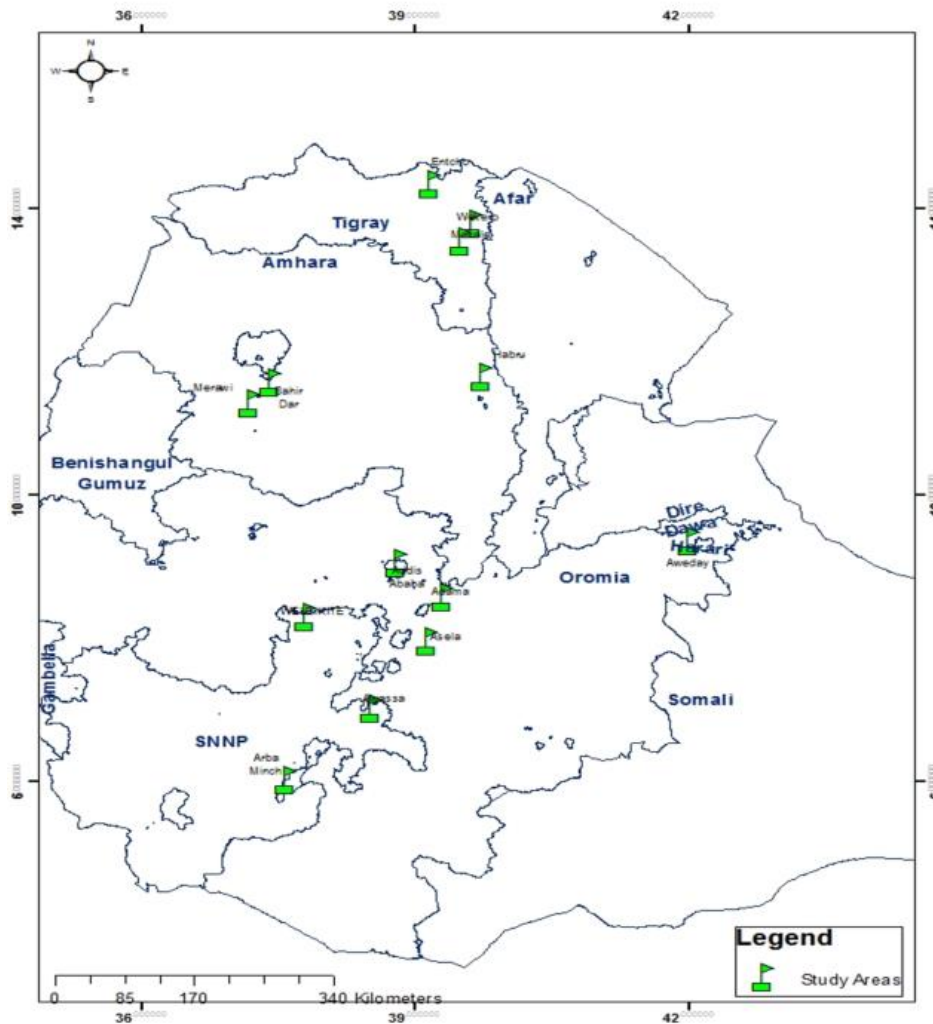 36
39
42
N
W
E
S
Entcho
Afar
14
Tigray
Amhara
Habru
Merawi
Bahir
Dar
Benishangul
Gumuz
10
Dire
Dawa
Harari
Aweday
Addis
Ababa
Adama
Oromia
Asela
Gambella
Somali
SNNP
Arba
Minch
6
6
Legend
Study Areas
0 85 170 340 Kilometers
36
39
42